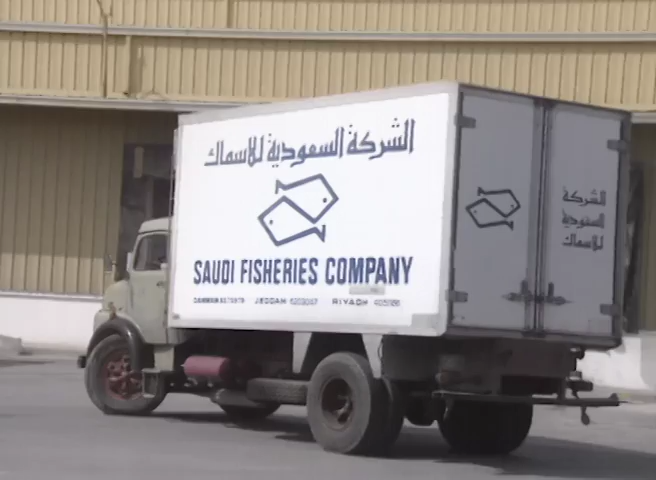 الشركة السعودية للاسماك
SAUDI FISHERIES COMPANY
DAMMAM JEDDAH RIYADH
الشركة
السعودية
للاسماك